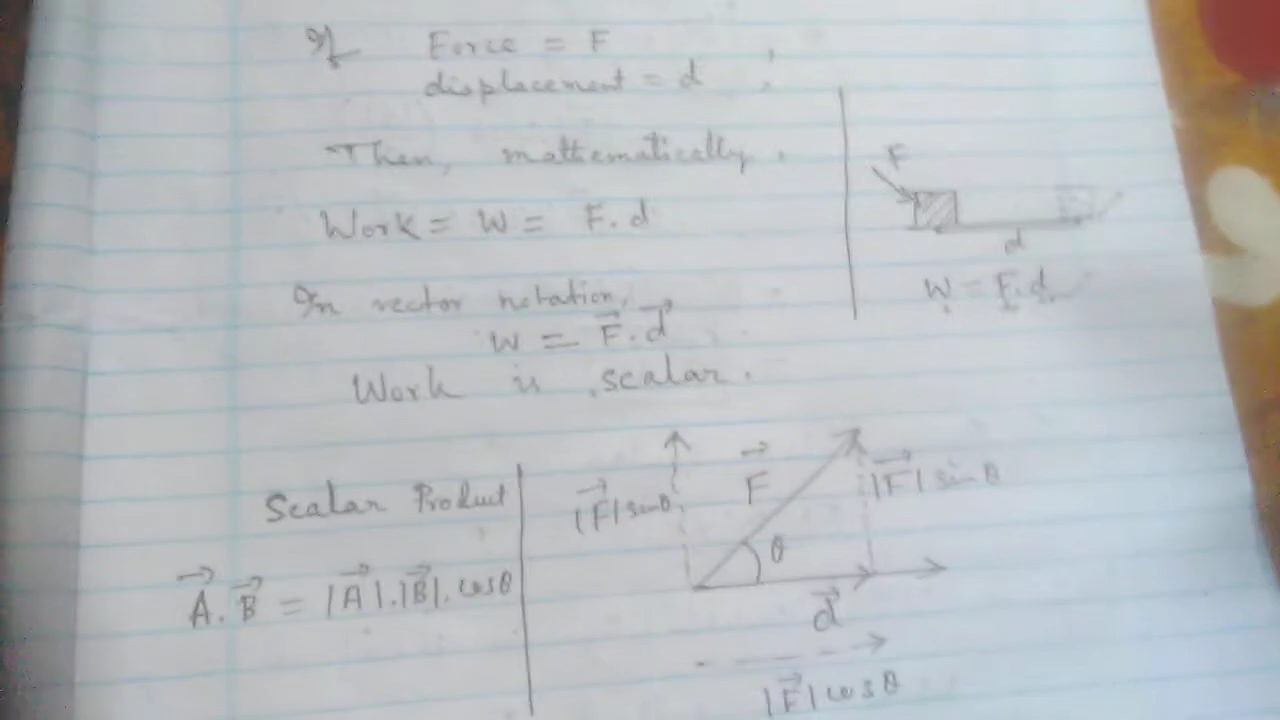 If Force = F
displacement = d ;
Then, mathematically.
Work = W = F.d
In vector notation,
W = F⃗.d⃗
Work is scalar.
F
d
W = F.d
Scalar Product
A⃗.B⃗ = |A⃗|.|B⃗|.cosθ
F⃗
|F⃗|sinθ
|F⃗|sinθ
θ
d⃗
|F⃗|cosθ